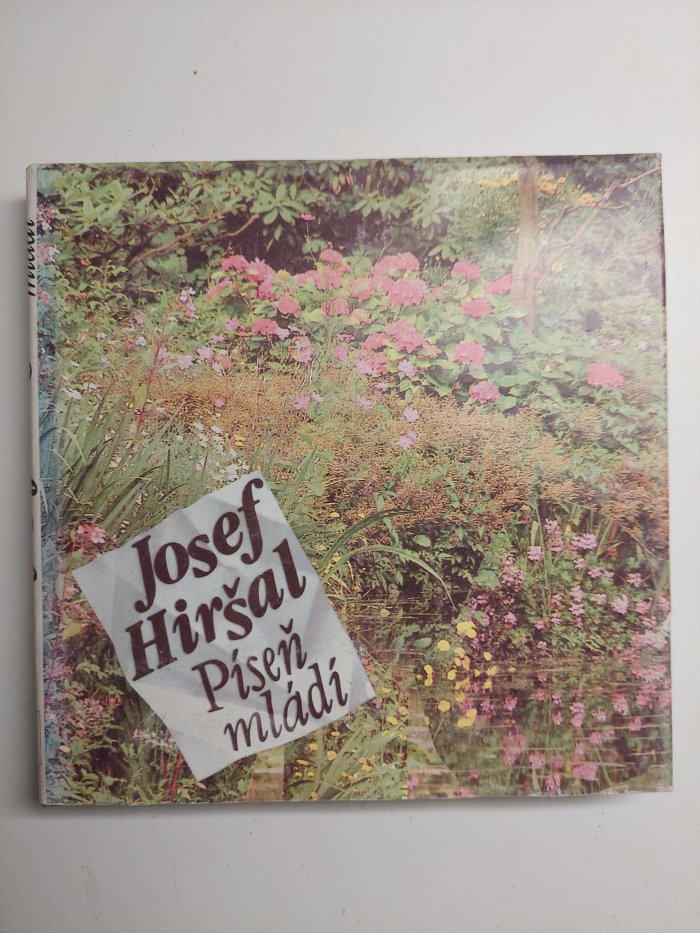 Josef
Hiršal
Píseň
mládí